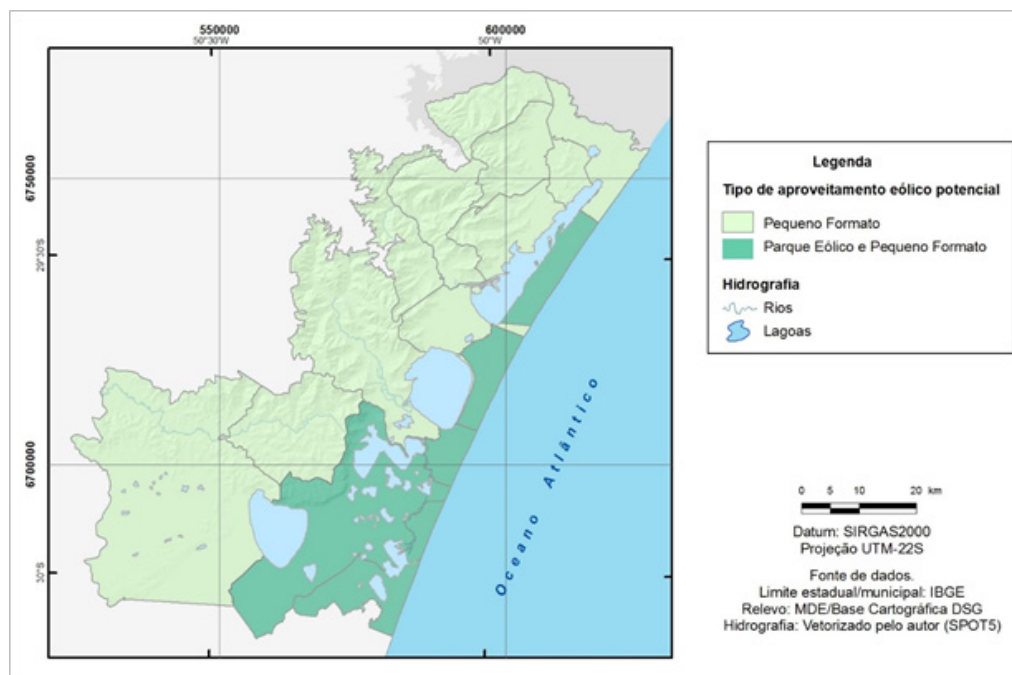 550000 600000
50°30'W 50°W
6750000
29°30'S
6700000
30°S
Oceano Atlântico
Legenda
Tipo de aproveitamento eólico potencial
Pequeno Formato
Parque Eólico e Pequeno Formato
Hidrografia
Rios
Lagoas
0 5 10 20 km
Datum: SIRGAS2000
Projeção UTM-22S
Fonte de dados.
Limite estadual/municipal: IBGE
Relevo: MDE/Base Cartográfica DSG
Hidrografia: Vetorizado pelo autor (SPOT5)